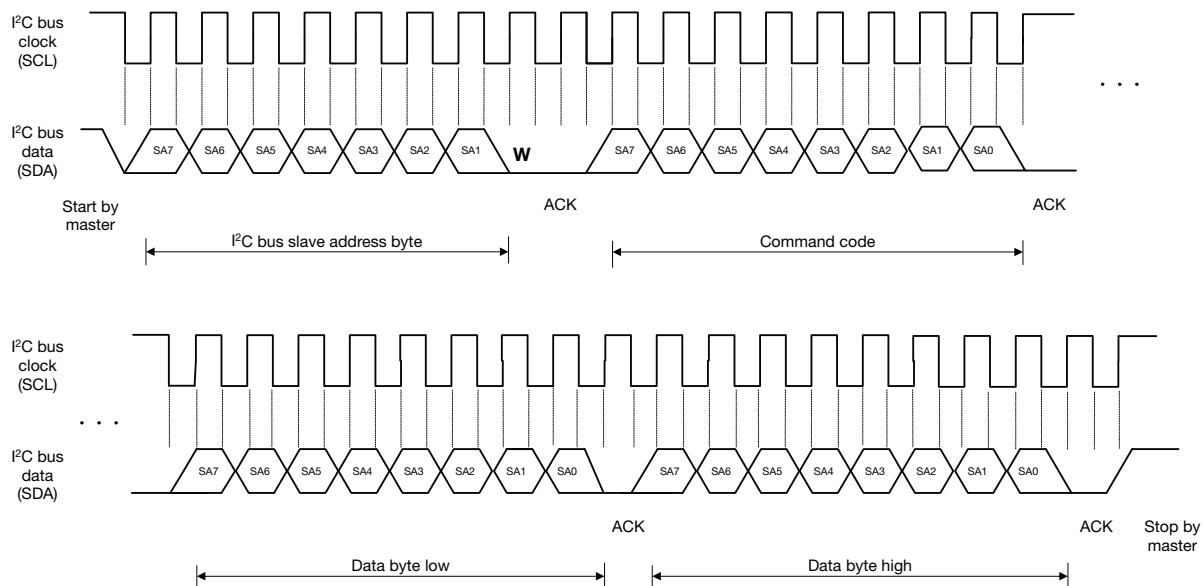 I²C bus
clock
(SCL)
. . .
I²C bus
data
(SDA)
SA7 SA6 SA5 SA4 SA3 SA2 SA1 W SA7 SA6 SA5 SA4 SA3 SA2 SA1 SA0
Start by
master
ACK
ACK
I²C bus slave address byte
Command code
I²C bus
clock
(SCL)
. . .
I²C bus
data
(SDA)
SA7 SA6 SA5 SA4 SA3 SA2 SA1 SA0 SA7 SA6 SA5 SA4 SA3 SA2 SA1 SA0
ACK
ACK
Stop by
master
Data byte low
Data byte high